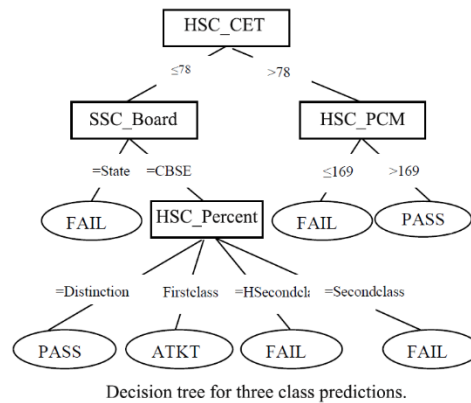 HSC_CET
≤78 >78
SSC_Board HSC_PCM
=State =CBSE ≤169 >169
FAIL HSC_Percent FAIL PASS
=Distinction Firstclass =HSecondcla =Secondclass
PASS ATKT FAIL FAIL
Decision tree for three class predictions.